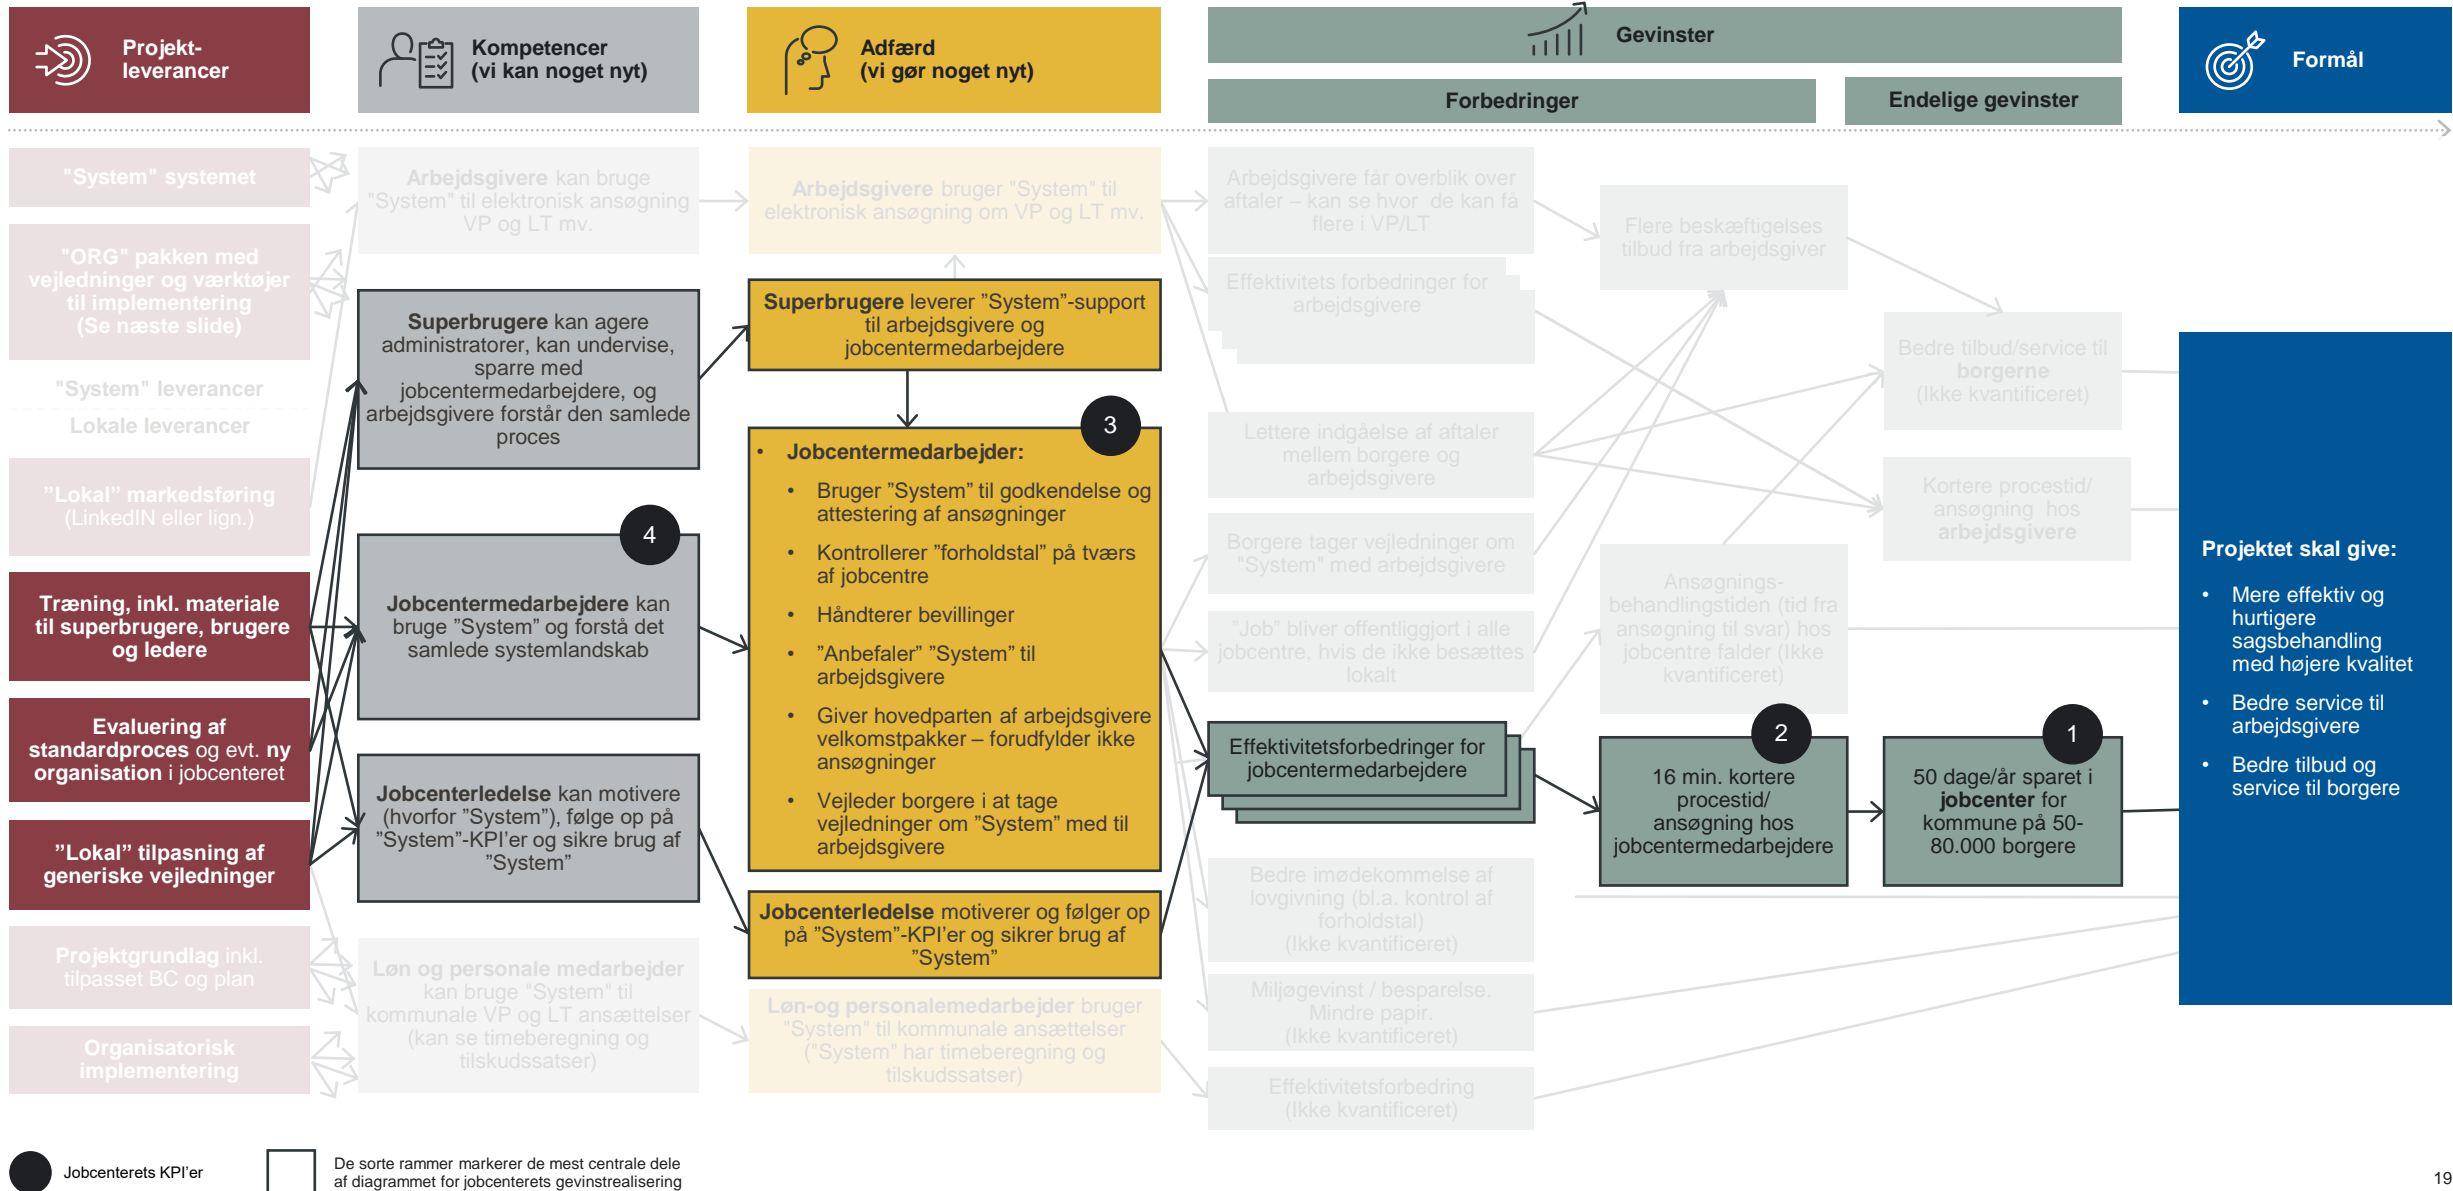 Projekt-
leverancer
Kompetencer
(vi kan noget nyt)
Adfærd
(vi gør noget nyt)
Gevinster
Forbedringer
Endelige gevinster
Formål
"System" systemet
"ORG" pakken med
vejledninger og værktøjer
til implementering
(Se næste slide)
"System" leverancer
Lokale leverancer
”Lokal” markedsføring
(LinkedIN eller lign.)
Træning, inkl. materiale
til superbrugere, brugere
og ledere
Evaluering af
standardproces og evt. ny
organisation i jobcenteret
”Lokal” tilpasning af
generiske vejledninger
Projektgrundlag inkl.
tilpasset BC og plan
Organisatorisk
implementering
Arbejdsgivere kan bruge
"System" til elektronisk ansøgning
VP og LT mv.
Superbrugere kan agere
administratorer, kan undervise,
sparre med
jobcentermedarbejdere, og
arbejdsgivere forstår den samlede
proces
4
Jobcentermedarbejdere kan
bruge ”System” og forstå det
samlede systemlandskab
Jobcenterledelse kan motivere
(hvorfor ”System”), følge op på
”System”-KPI’er og sikre brug af
”System”
Løn og personale medarbejder
kan bruge "System" til
kommunale VP og LT ansættelser
(kan se timeberegning og
tilskudssatser)
Arbejdsgivere bruger "System" til
elektronisk ansøgning om VP og LT mv.
Superbrugere leverer ”System”-support
til arbejdsgivere og
jobcentermedarbejdere
3
• Jobcentermedarbejder:
• Bruger ”System” til godkendelse og
attestering af ansøgninger
• Kontrollerer ”forholdstal” på tværs
af jobcentre
• Håndterer bevillinger
• ”Anbefaler” ”System” til
arbejdsgivere
• Giver hovedparten af arbejdsgivere
velkomstpakker – forudfylder ikke
ansøgninger
• Vejleder borgere i at tage
vejledninger om ”System” med til
arbejdsgivere
Jobcenterledelse motiverer og følger op
på ”System”-KPI’er og sikrer brug af
”System”
Løn-og personalemedarbejder bruger
"System" til kommunale ansættelser
("System" har timeberegning og
tilskudssatser)
Arbejdsgivere får overblik over
aftaler – kan se hvor de kan få
flere i VP/LT
Effektivitets forbedringer for
arbejdsgivere
Lettere indgåelse af aftaler
mellem borgere og
arbejdsgivere
Borgere tager vejledninger om
"System" med arbejdsgivere
"Job" bliver offentliggjort i alle
jobcentre, hvis de ikke besættes
lokalt
Effektivitetsforbedringer for
jobcentermedarbejdere
Bedre imødekommelse af
lovgivning (bl.a. kontrol af
forholdstal)
(Ikke kvantificeret)
Miljøgevinst / besparelse.
Mindre papir.
(Ikke kvantificeret)
Effektivitetsforbedring
(Ikke kvantificeret)
Flere beskæftigelses
tilbud fra arbejdsgiver
Ansøgnings-
behandlingstiden (tid fra
ansøgning til svar) hos
jobcentre falder (Ikke
kvantificeret)
2
16 min. kortere
procestid/
ansøgning hos
jobcentermedarbejdere
Bedre tilbud/service til
borgerne
(Ikke kvantificeret)
Kortere procestid/
ansøgning hos
arbejdsgivere
1
50 dage/år sparet i
jobcenter for
kommune på 50-
80.000 borgere
Projektet skal give:
• Mere effektiv og
hurtigere
sagsbehandling
med højere kvalitet
• Bedre service til
arbejdsgivere
• Bedre tilbud og
service til borgere
Jobcenterets KPI’er
De sorte rammer markerer de mest centrale dele
af diagrammet for jobcenterets gevinstrealisering
19